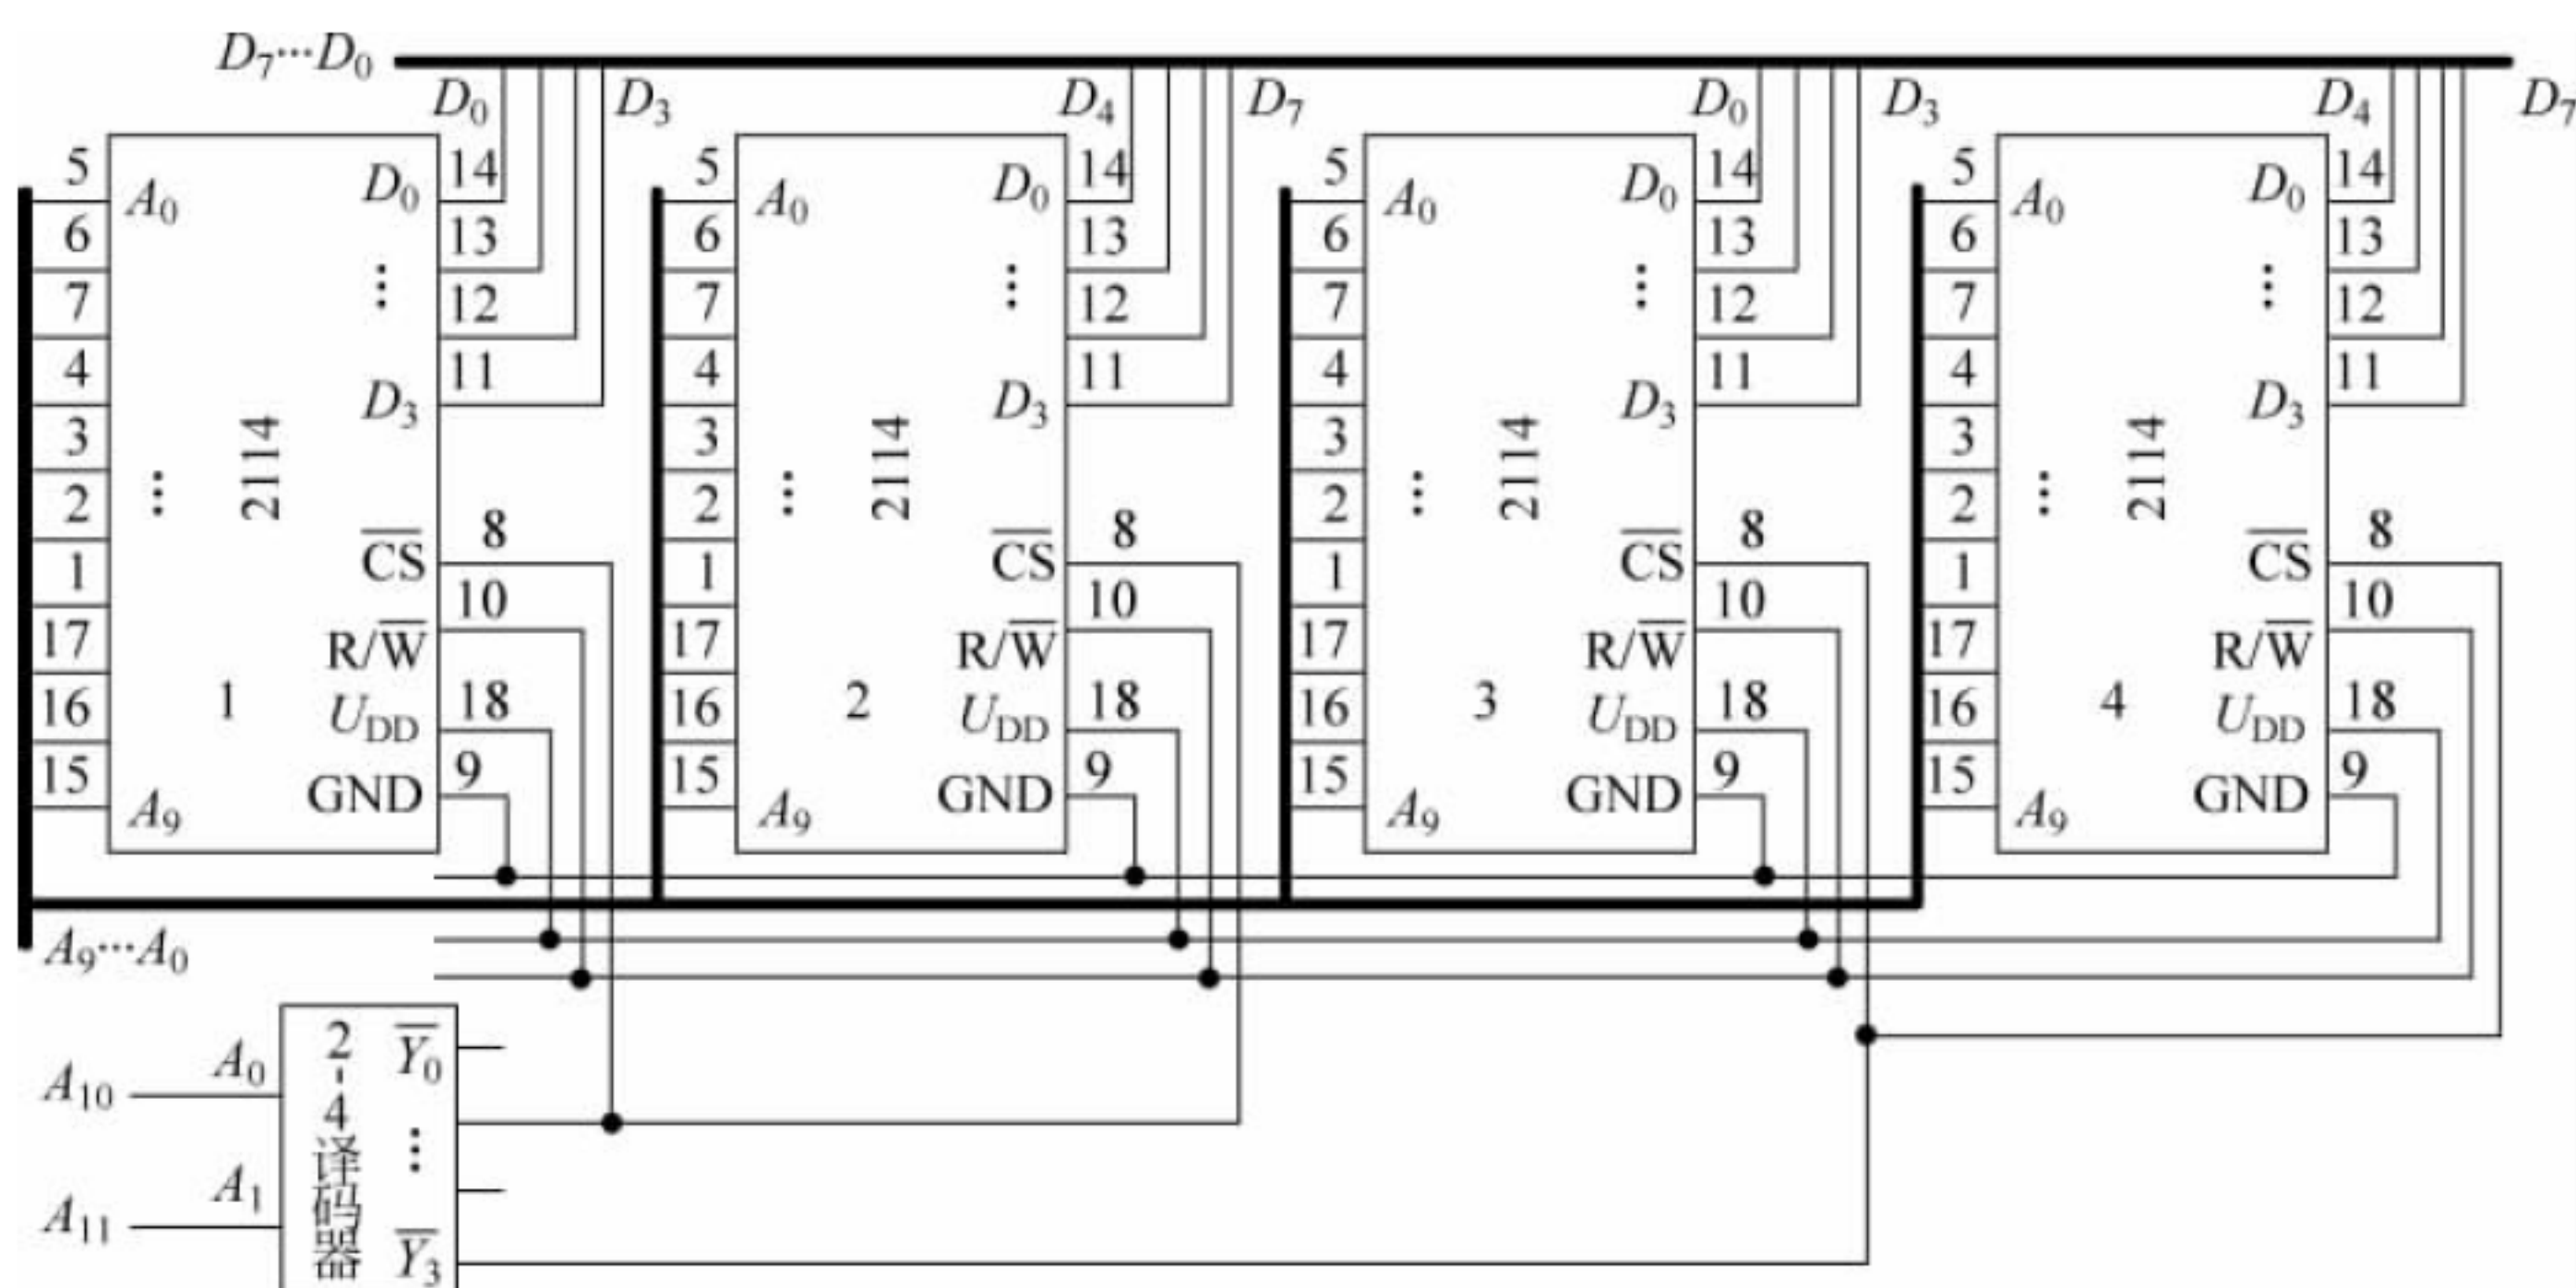 D7···D0
D0 D3 D4 D7 D0 D3 D4 D7
5 A0 D0 14 5 A0 D0 14 5 A0 D0 14 5 A0 D0 14
6 13 6 13 6 13 6 13
7 ⋮ 12 7 ⋮ 12 7 ⋮ 12 7 ⋮ 12
4 D3 11 4 D3 11 4 D3 11 4 D3 11
3 3 3 3
2 ⋮ 2114 2 ⋮ 2114 2 ⋮ 2114 2 ⋮ 2114
1 C̅S̅ 8 1 C̅S̅ 8 1 C̅S̅ 8 1 C̅S̅ 8
17 R/W̅ 10 17 R/W̅ 10 17 R/W̅ 10 17 R/W̅ 10
16 1 UDD 18 16 2 UDD 18 16 3 UDD 18 16 4 UDD 18
15 GND 9 15 GND 9 15 GND 9 15 GND 9
A9 A9 A9 A9
A9···A0
A10 A0 Y̅0
2-4译码器
⋮
A11 A1 Y̅3